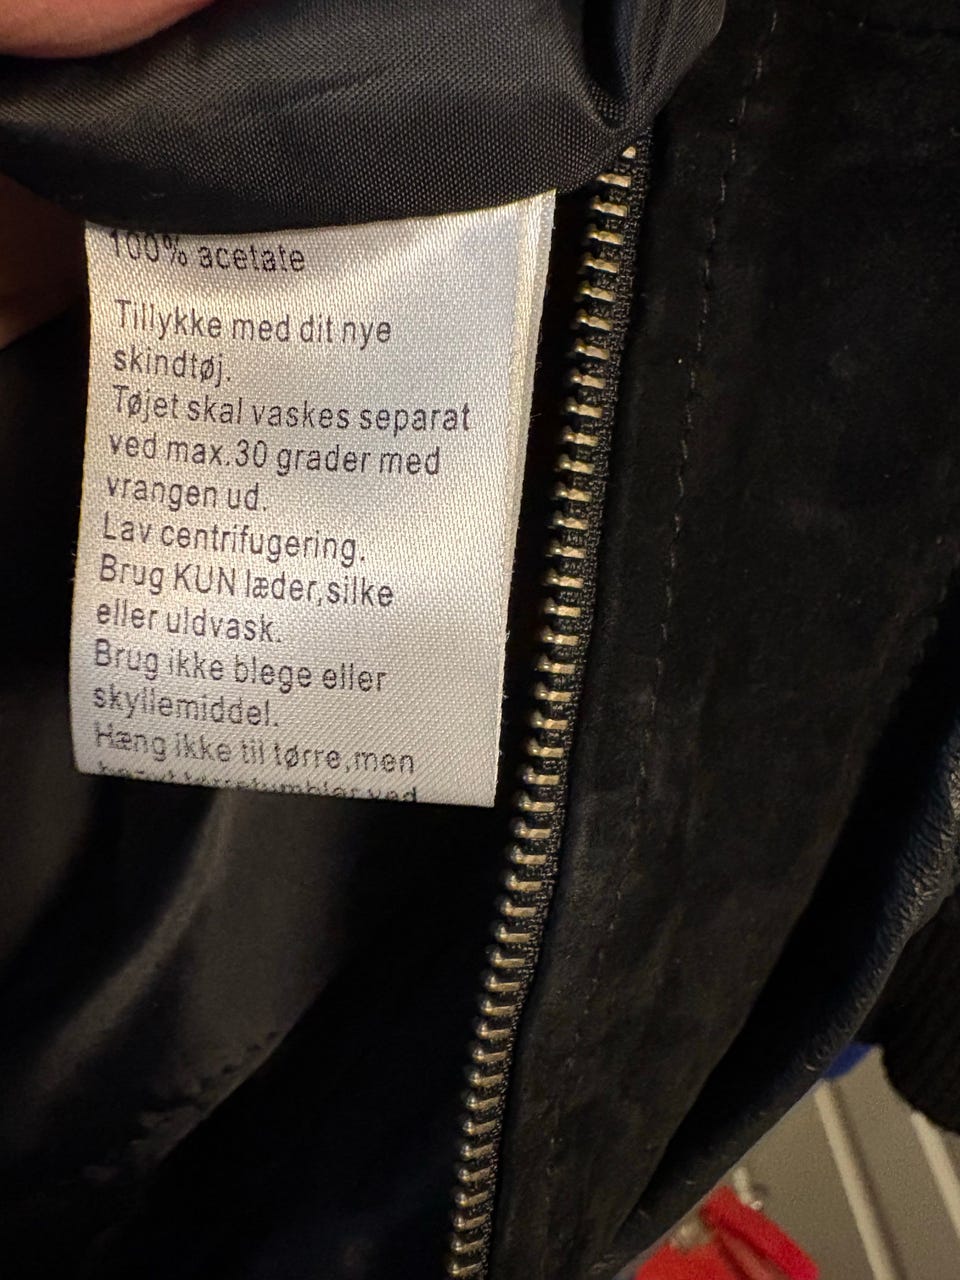 100% acetate
Tillykke med dit nye
skindtøj.
Tøjet skal vaskes separat
ved max.30 grader med
vrangen ud.
Lav centrifugering.
Brug KUN læder,silke
eller uldvask.
Brug ikke blege eller
skyllemiddel.
Hæng ikke til tørre,men
ved